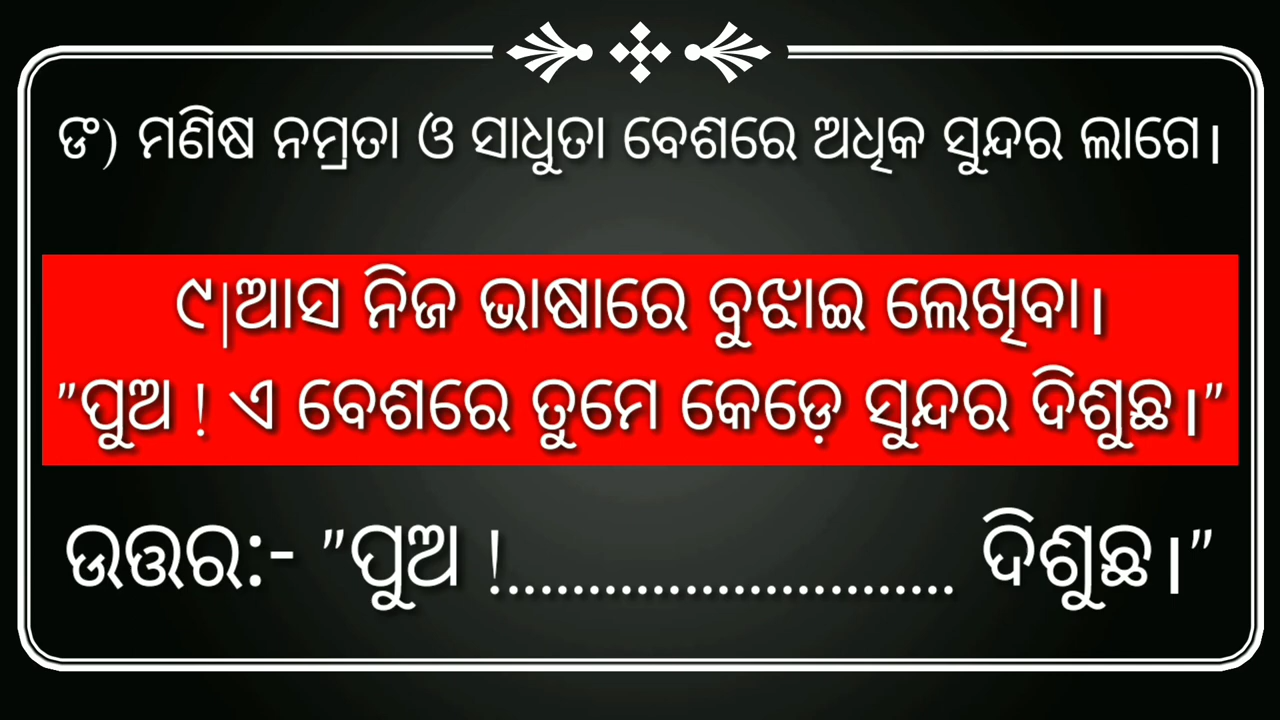 ଙ) ମଣିଷ ନମ୍ରତା ଓ ସାଧୁତା ବେଶରେ ଅଧିକ ସୁନ୍ଦର ଲାଗେ।
୯|ଆସ ନିଜ ଭାଷାରେ ବୁଝାଇ ଲେଖିବା।
"ପୁଅ ! ଏ ବେଶରେ ତୁମେ କେଡ଼େ ସୁନ୍ଦର ଦିଶୁଛ।"
ଉତ୍ତର:- "ପୁଅ !............................ ଦିଶୁଛ।"